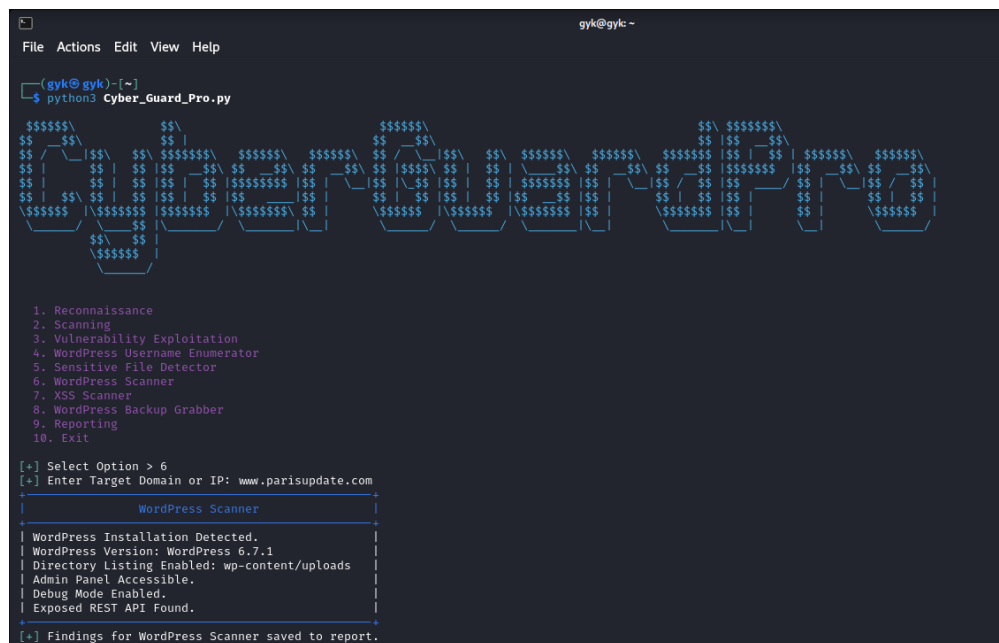 gyk@gyk: ~
File Actions Edit View Help
┌──(gyk㉿gyk)-[~]
└─$ python3 Cyber_Guard_Pro.py
CyberGuardPro
1. Reconnaissance
2. Scanning
3. Vulnerability Exploitation
4. WordPress Username Enumerator
5. Sensitive File Detector
6. WordPress Scanner
7. XSS Scanner
8. WordPress Backup Grabber
9. Reporting
10. Exit
[+] Select Option > 6
[+] Enter Target Domain or IP: www.parisupdate.com
WordPress Scanner
WordPress Installation Detected.
WordPress Version: WordPress 6.7.1
Directory Listing Enabled: wp-content/uploads
Admin Panel Accessible.
Debug Mode Enabled.
Exposed REST API Found.
[+] Findings for WordPress Scanner saved to report.